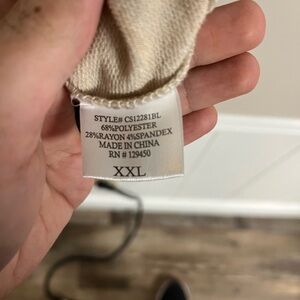 STYLE# CS12281BL
68%POLYESTER
28%RAYON 4%SPANDEX
MADE IN CHINA
RN # 129450
XXL